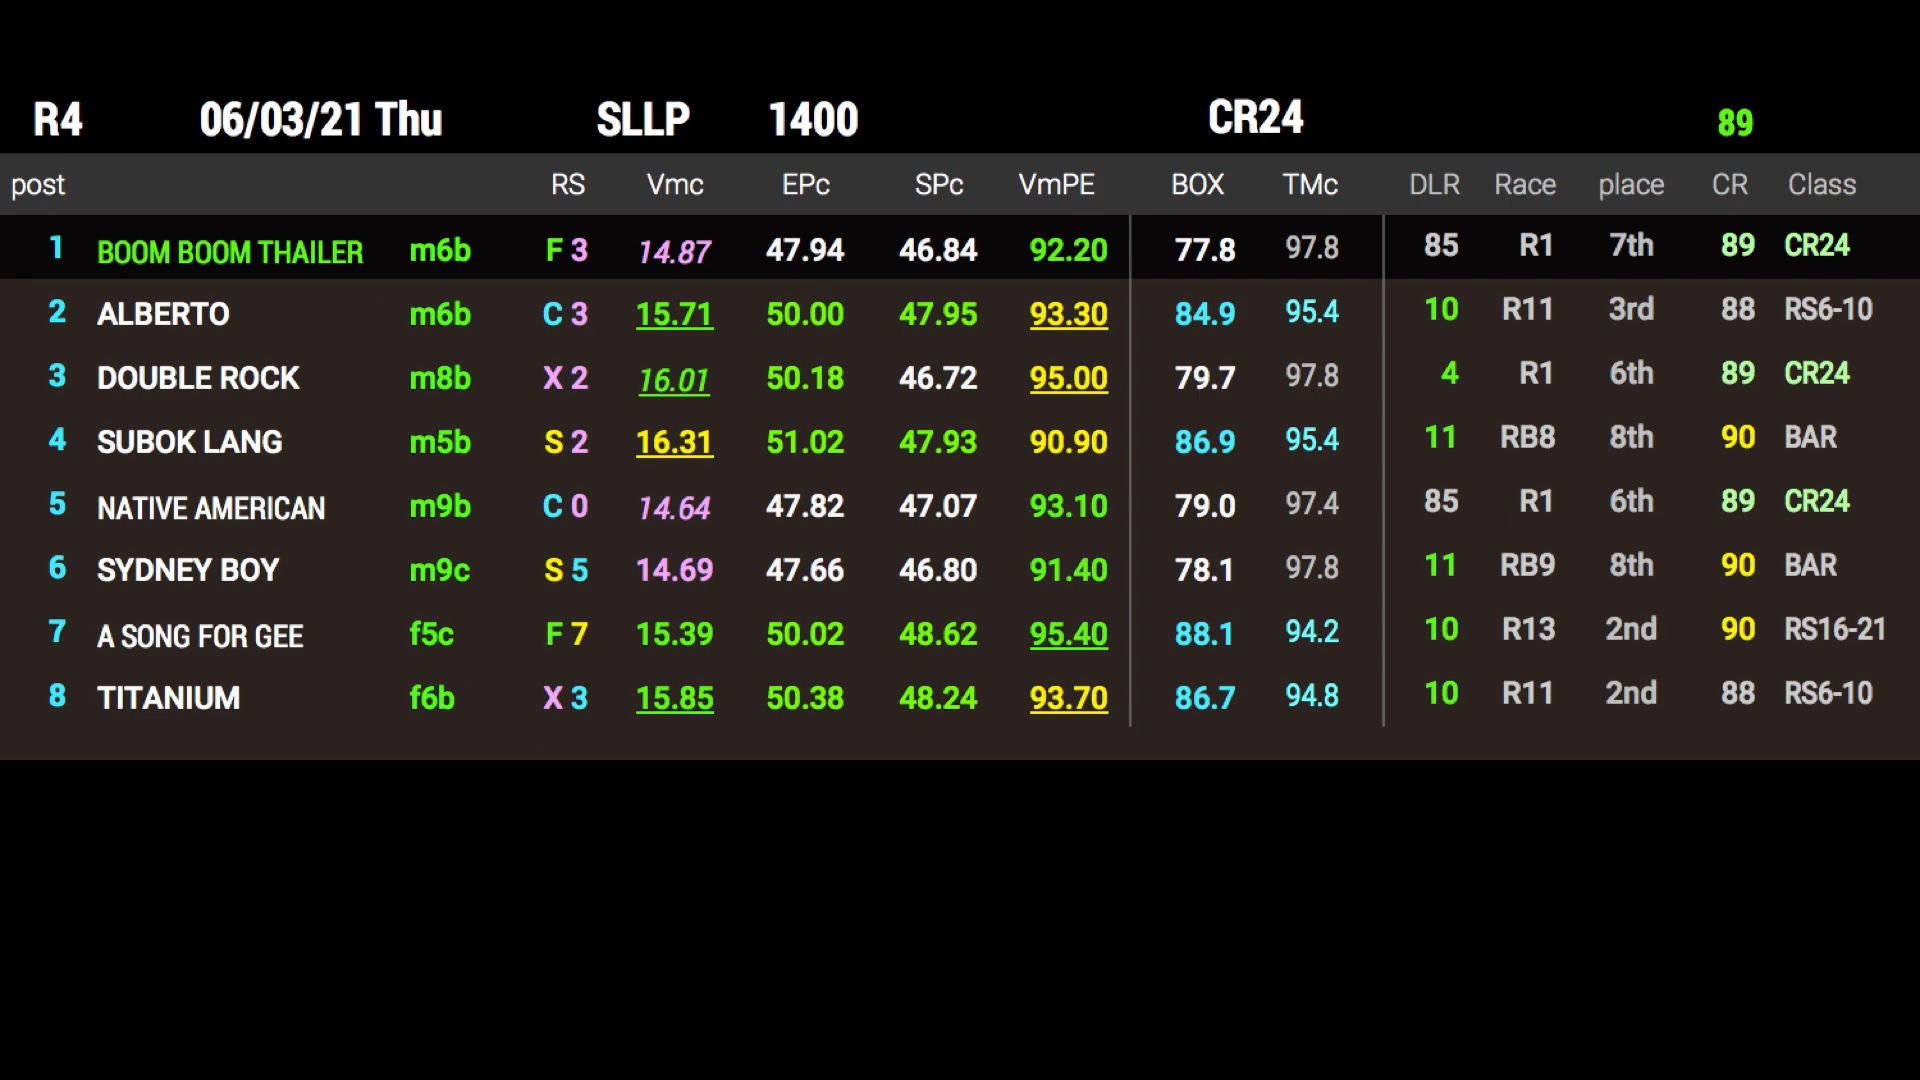 R4 06/03/21 Thu SLLP 1400 CR24 89
post RS Vmc EPc SPc VmPE BOX TMc DLR Race place CR Class
1 BOOM BOOM THAILER m6b F 3 14.87 47.94 46.84 92.20 77.8 97.8 85 R1 7th 89 CR24
2 ALBERTO m6b C 3 15.71 50.00 47.95 93.30 84.9 95.4 10 R11 3rd 88 RS6-10
3 DOUBLE ROCK m8b X 2 16.01 50.18 46.72 95.00 79.7 97.8 4 R1 6th 89 CR24
4 SUBOK LANG m5b S 2 16.31 51.02 47.93 90.90 86.9 95.4 11 RB8 8th 90 BAR
5 NATIVE AMERICAN m9b C 0 14.64 47.82 47.07 93.10 79.0 97.4 85 R1 6th 89 CR24
6 SYDNEY BOY m9c S 5 14.69 47.66 46.80 91.40 78.1 97.8 11 RB9 8th 90 BAR
7 A SONG FOR GEE f5c F 7 15.39 50.02 48.62 95.40 88.1 94.2 10 R13 2nd 90 RS16-21
8 TITANIUM f6b X 3 15.85 50.38 48.24 93.70 86.7 94.8 10 R11 2nd 88 RS6-10